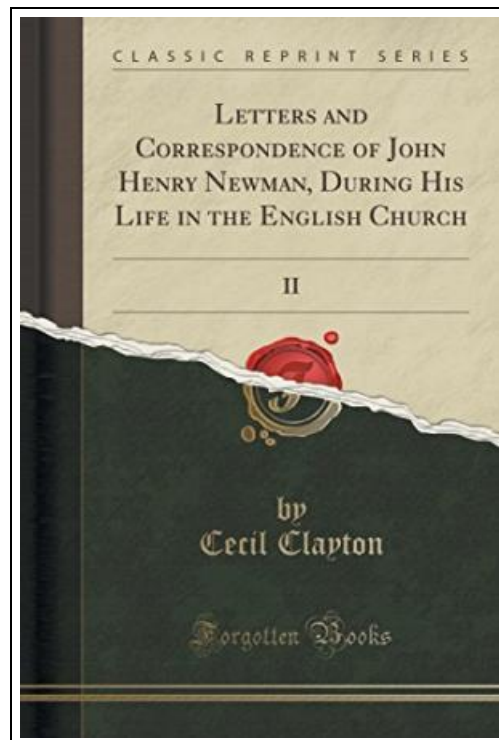 CLASSIC REPRINT SERIES
LETTERS AND
CORRESPONDENCE OF JOHN
HENRY NEWMAN, DURING HIS
LIFE IN THE ENGLISH CHURCH
II
F
by
Cecil Clayton
Forgotten Books